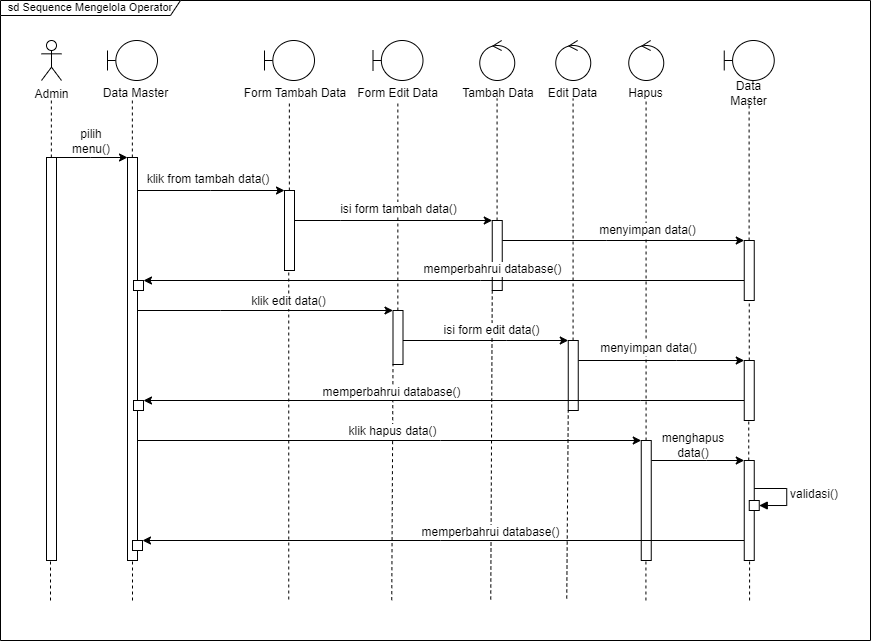 sd Sequence Mengelola Operator
Admin
Data Master
Form Tambah Data
Form Edit Data
Tambah Data
Edit Data
Hapus
Data
Master
pilih
menu()
klik from tambah data()
isi form tambah data()
menyimpan data()
memperbahrui database()
klik edit data()
isi form edit data()
menyimpan data()
memperbahrui database()
klik hapus data()
menghapus
data()
validasi()
memperbahrui database()